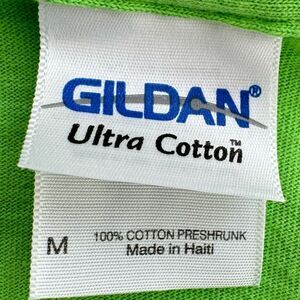 GILDAN®
Ultra Cotton™
M
100% COTTON PRESHRUNK
Made in Haiti